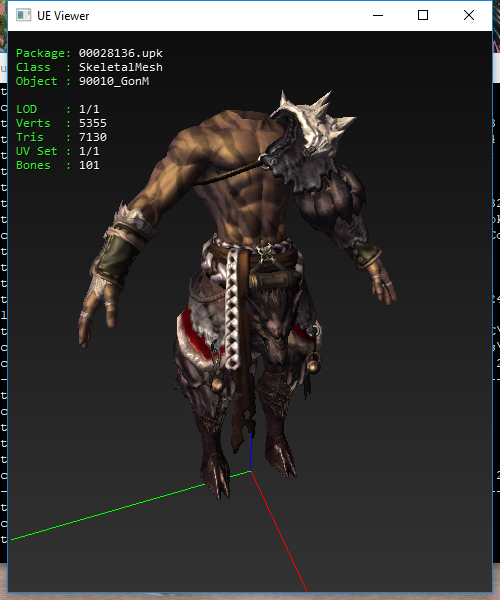 UE Viewer
Package: 00028136.upk
Class  : SkeletalMesh
Object : 90010_GonM
LOD    : 1/1
Verts  : 5355
Tris   : 7130
UV Set : 1/1
Bones  : 101